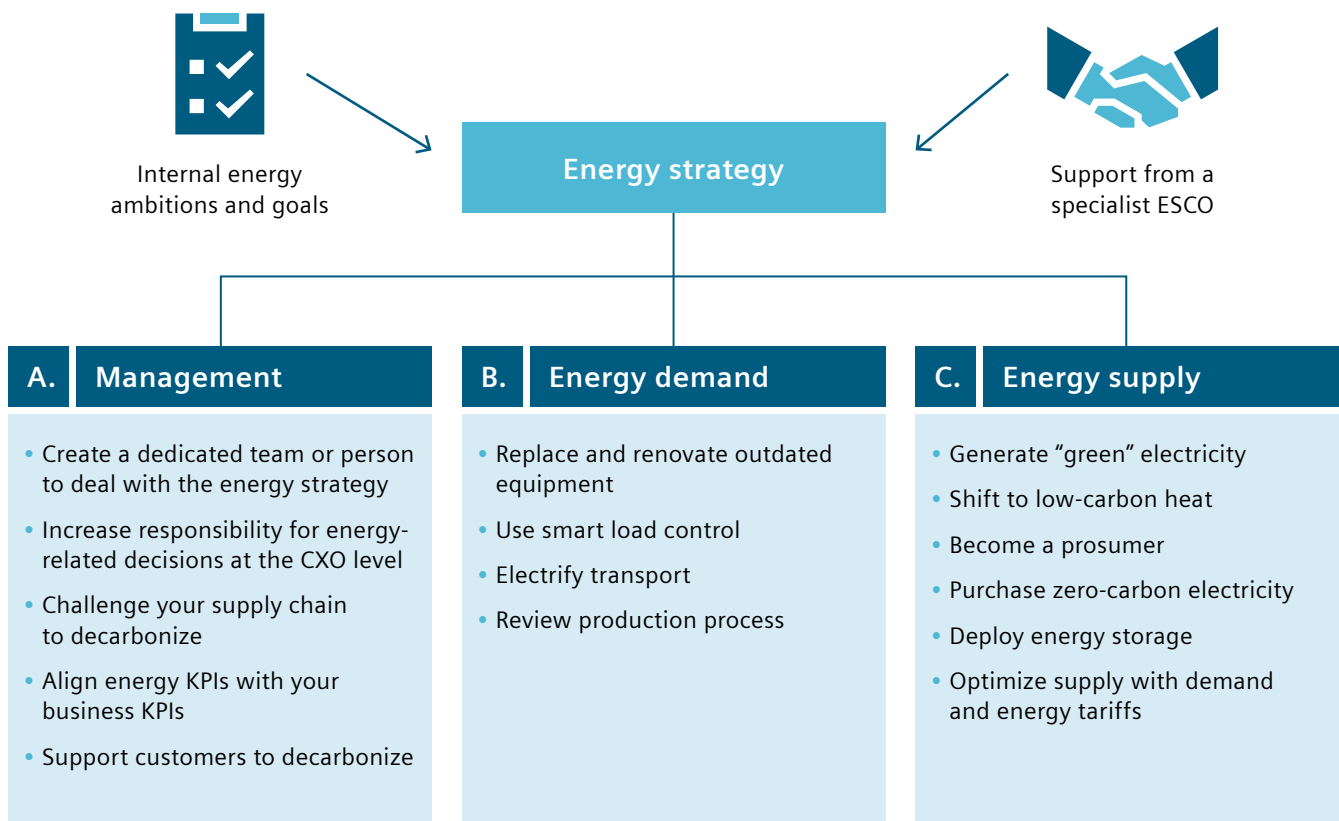 Internal energy
ambitions and goals
Energy strategy
Support from a
specialist ESCO
A. Management
• Create a dedicated team or person
to deal with the energy strategy
• Increase responsibility for energy-
related decisions at the CXO level
• Challenge your supply chain
to decarbonize
• Align energy KPIs with your
business KPIs
• Support customers to decarbonize
B. Energy demand
• Replace and renovate outdated
equipment
• Use smart load control
• Electrify transport
• Review production process
C. Energy supply
• Generate “green” electricity
• Shift to low-carbon heat
• Become a prosumer
• Purchase zero-carbon electricity
• Deploy energy storage
• Optimize supply with demand
and energy tariffs